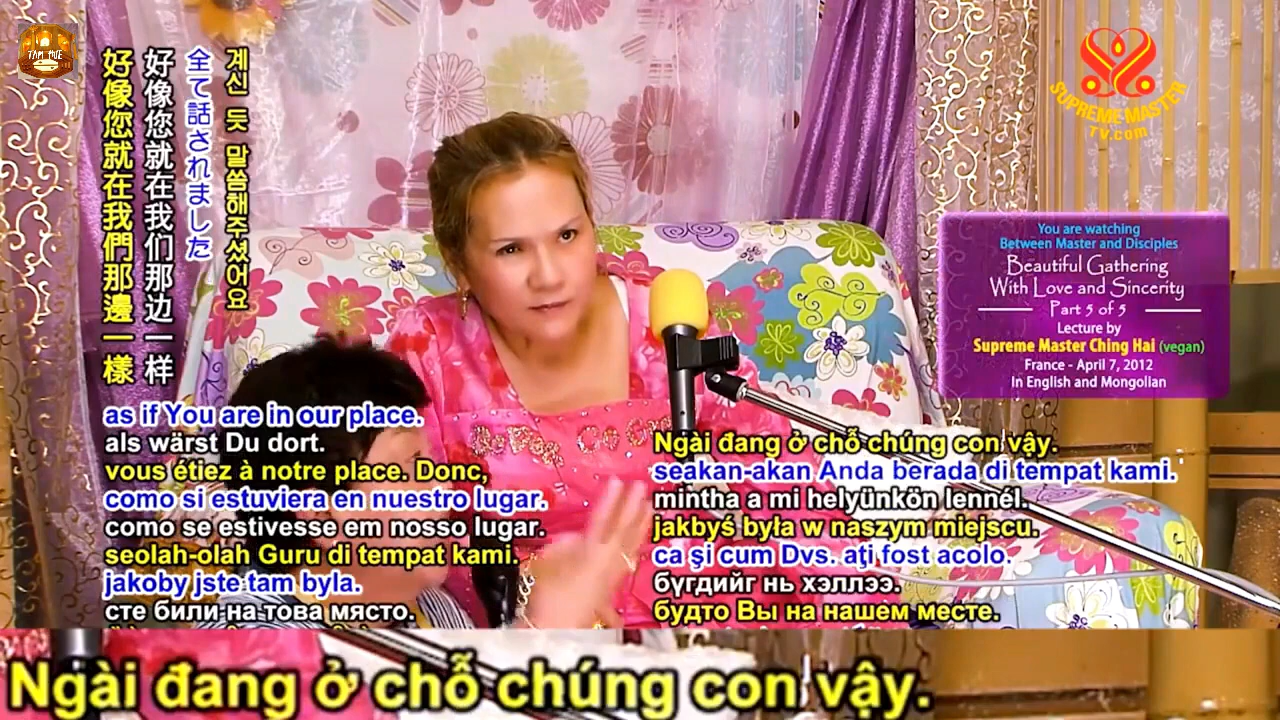 TAM TUE
계신 듯 말씀해주셨어요
全て話されました
好像您就在我们那边一样
好像您就在我們那邊一樣
SUPREME MASTER
TV.com
You are watching
Between Master and Disciples
Beautiful Gathering
With Love and Sincerity
Part 5 of 5
Lecture by
Supreme Master Ching Hai (vegan)
France - April 7, 2012
In English and Mongolian
as if You are in our place.
als wärst Du dort.
vous étiez à notre place. Donc,
como si estuviera en nuestro lugar.
como se estivesse em nosso lugar.
seolah-olah Guru di tempat kami.
jakoby jste tam byla.
сте били на това място.
Ngài đang ở chỗ chúng con vậy.
seakan-akan Anda berada di tempat kami.
mintha a mi helyünkön lennél.
jakbyś była w naszym miejscu.
ca şi cum Dvs. aţi fost acolo.
бүгдийг нь хэллээ.
будто Вы на нашем месте.
Ngài đang ở chỗ chúng con vậy.